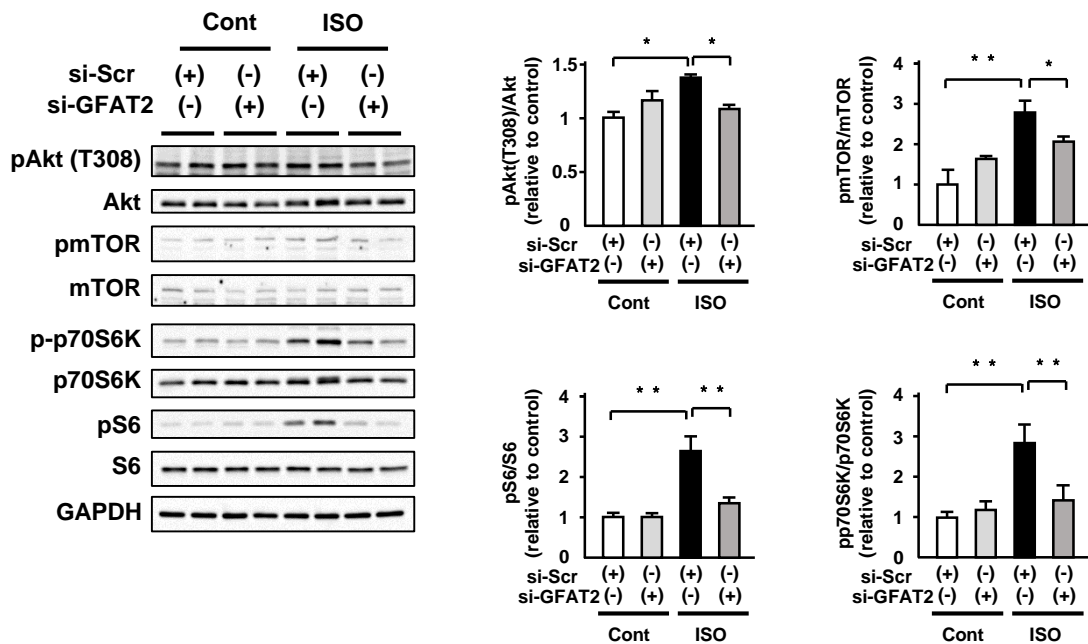 Cont ISO
si-Scr (+) (-) (+) (-)
si-GFAT2 (-) (+) (-) (+)
pAkt (T308)
Akt
pmTOR
mTOR
p-p70S6K
p70S6K
pS6
S6
GAPDH
pAkt(T308)/Akt
(relative to control)
1.5
1
0.5
0
* *
si-Scr (+) (-) (+) (-)
si-GFAT2 (-) (+) (-) (+)
Cont ISO
pmTOR/mTOR
(relative to control)
4
3
2
1
0
* * *
si-Scr (+) (-) (+) (-)
si-GFAT2 (-) (+) (-) (+)
Cont ISO
pS6/S6
(relative to control)
4
3
2
1
0
* * * *
si-Scr (+) (-) (+) (-)
si-GFAT2 (-) (+) (-) (+)
Cont ISO
pp70S6K/p70S6K
(relative to control)
4
3
2
1
0
* * * *
si-Scr (+) (-) (+) (-)
si-GFAT2 (-) (+) (-) (+)
Cont ISO